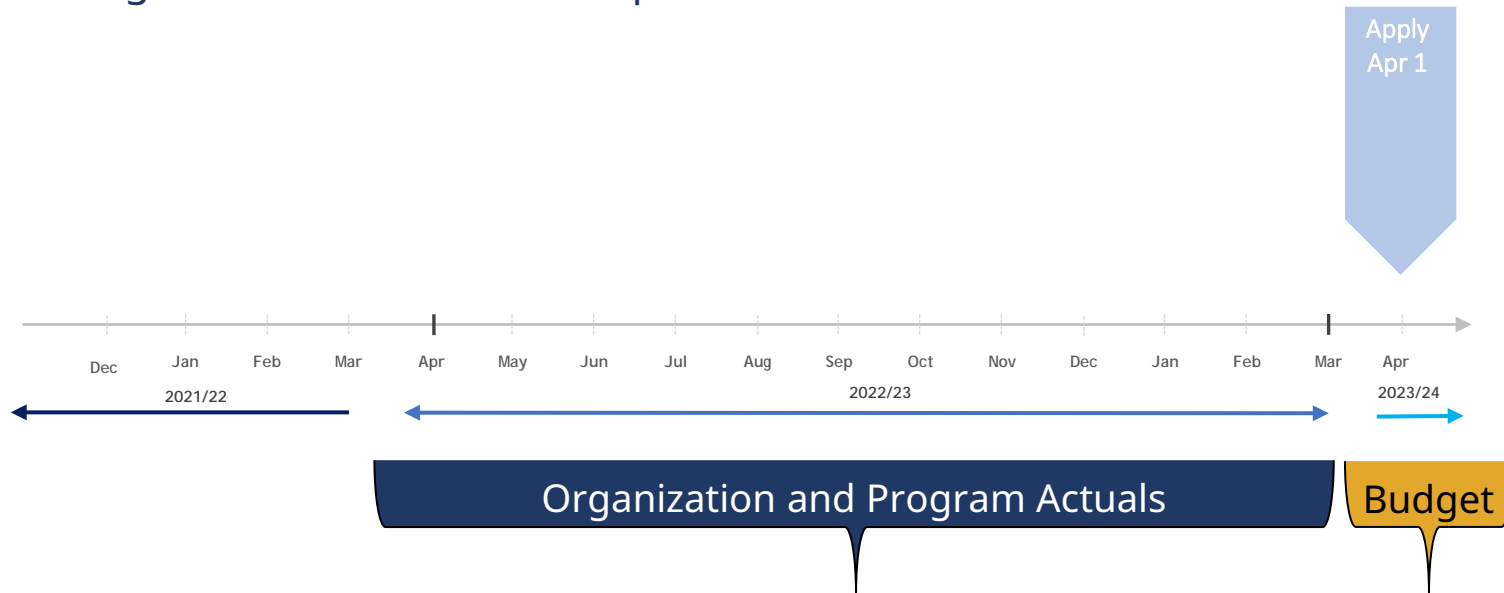 Apply
Apr 1
Dec Jan Feb Mar Apr May Jun Jul Aug Sep Oct Nov Dec Jan Feb Mar Apr
2021/22 2022/23 2023/24
Organization and Program Actuals Budget